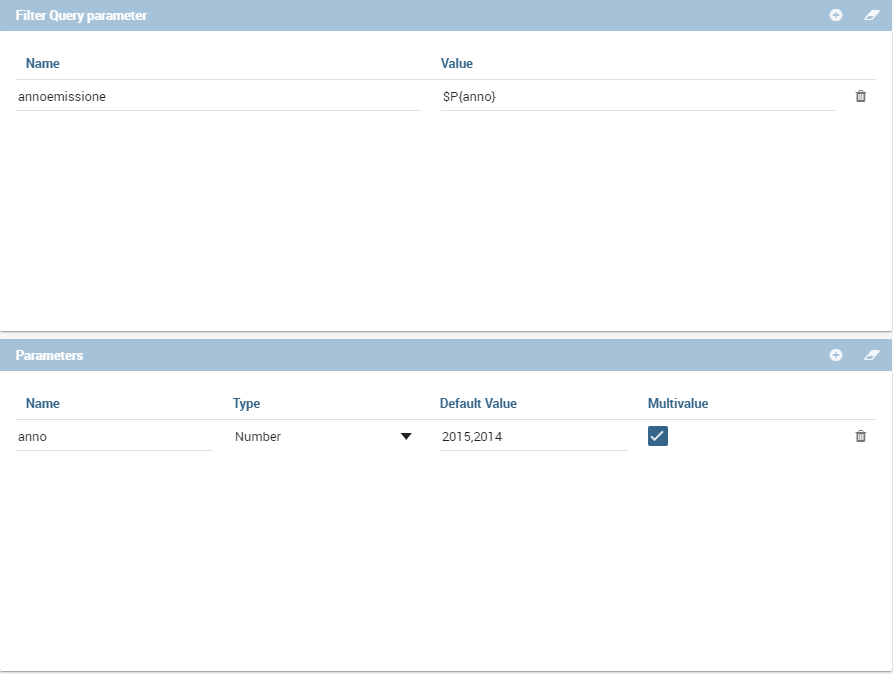 Filter Query parameter
Name Value
annoemissione $P{anno}
Parameters
Name Type Default Value Multivalue
anno Number 2015,2014